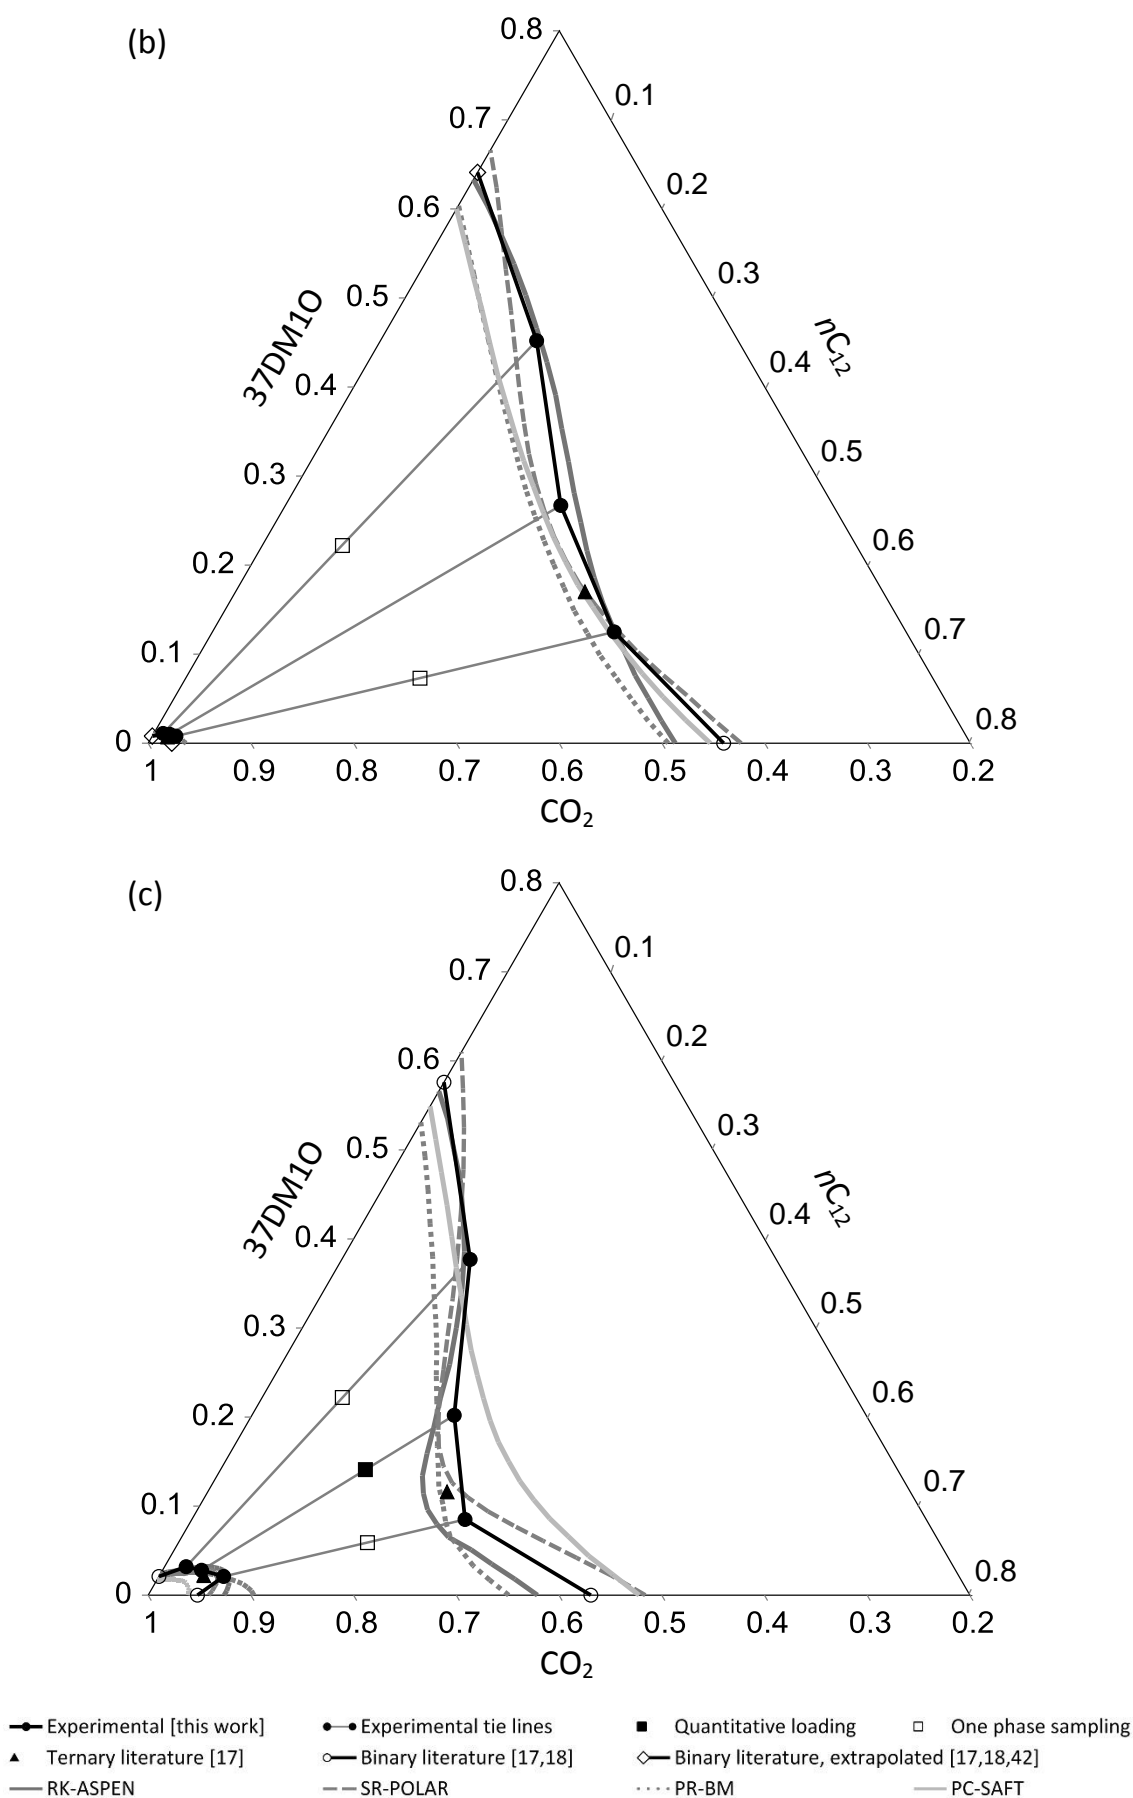 (b)
0.8
0.1
0.7
0.2
0.6
0.3
0.5
37DM1O
nC12
0.4
0.4
0.5
0.3
0.6
0.2
0.7
0.1
0.8
0
1 0.9 0.8 0.7 0.6 0.5 0.4 0.3 0.2
CO2
(c)
0.8
0.1
0.7
0.2
0.6
0.3
0.5
37DM1O
nC12
0.4
0.4
0.5
0.3
0.6
0.2
0.7
0.1
0.8
0
1 0.9 0.8 0.7 0.6 0.5 0.4 0.3 0.2
CO2
Experimental [this work] Experimental tie lines Quantitative loading One phase sampling
Ternary literature [17] Binary literature [17,18] Binary literature, extrapolated [17,18,42]
RK-ASPEN SR-POLAR PR-BM PC-SAFT